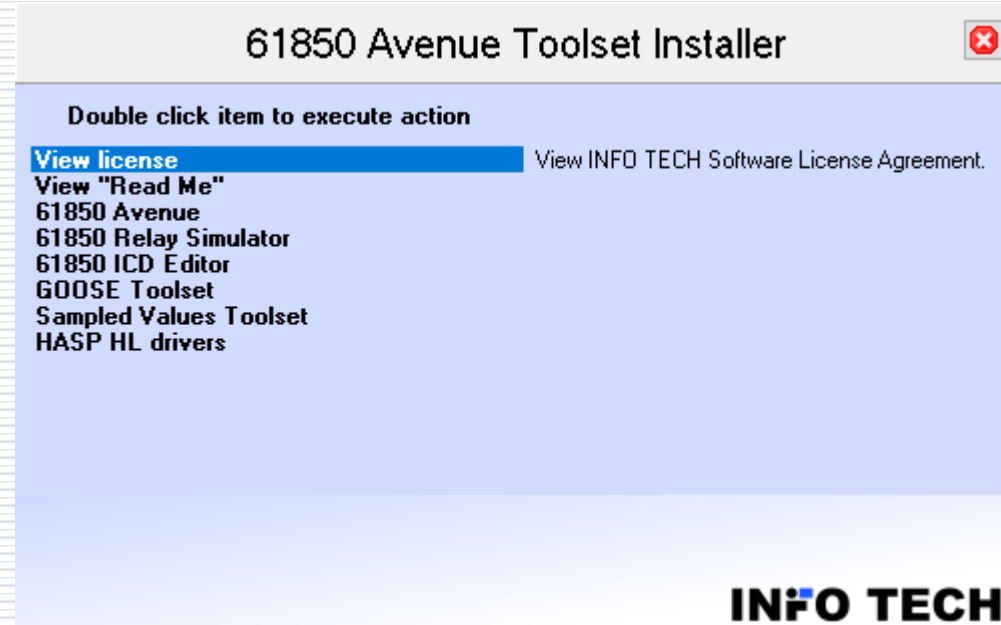 61850 Avenue Toolset Installer
Double click item to execute action
View license
View INFO TECH Software License Agreement.
View "Read Me"
61850 Avenue
61850 Relay Simulator
61850 ICD Editor
GOOSE Toolset
Sampled Values Toolset
HASP HL drivers
INFO TECH